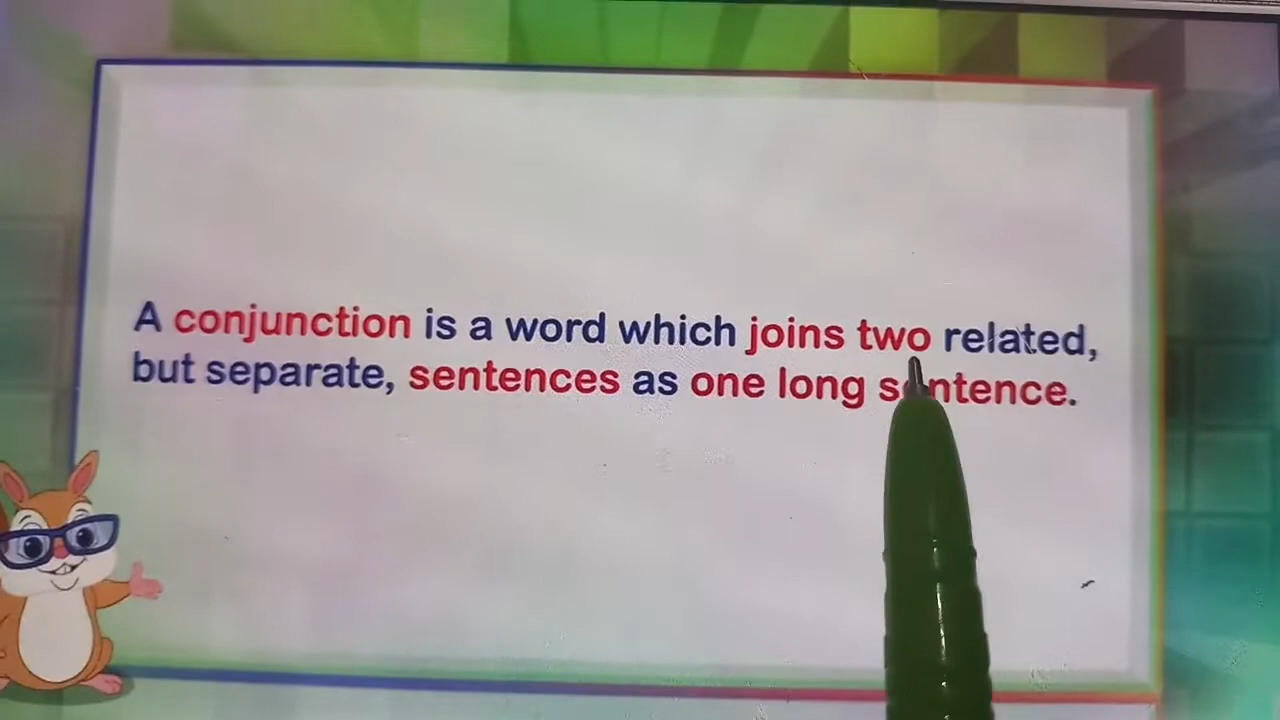 A conjunction is a word which joins two related,
but separate, sentences as one long sentence.